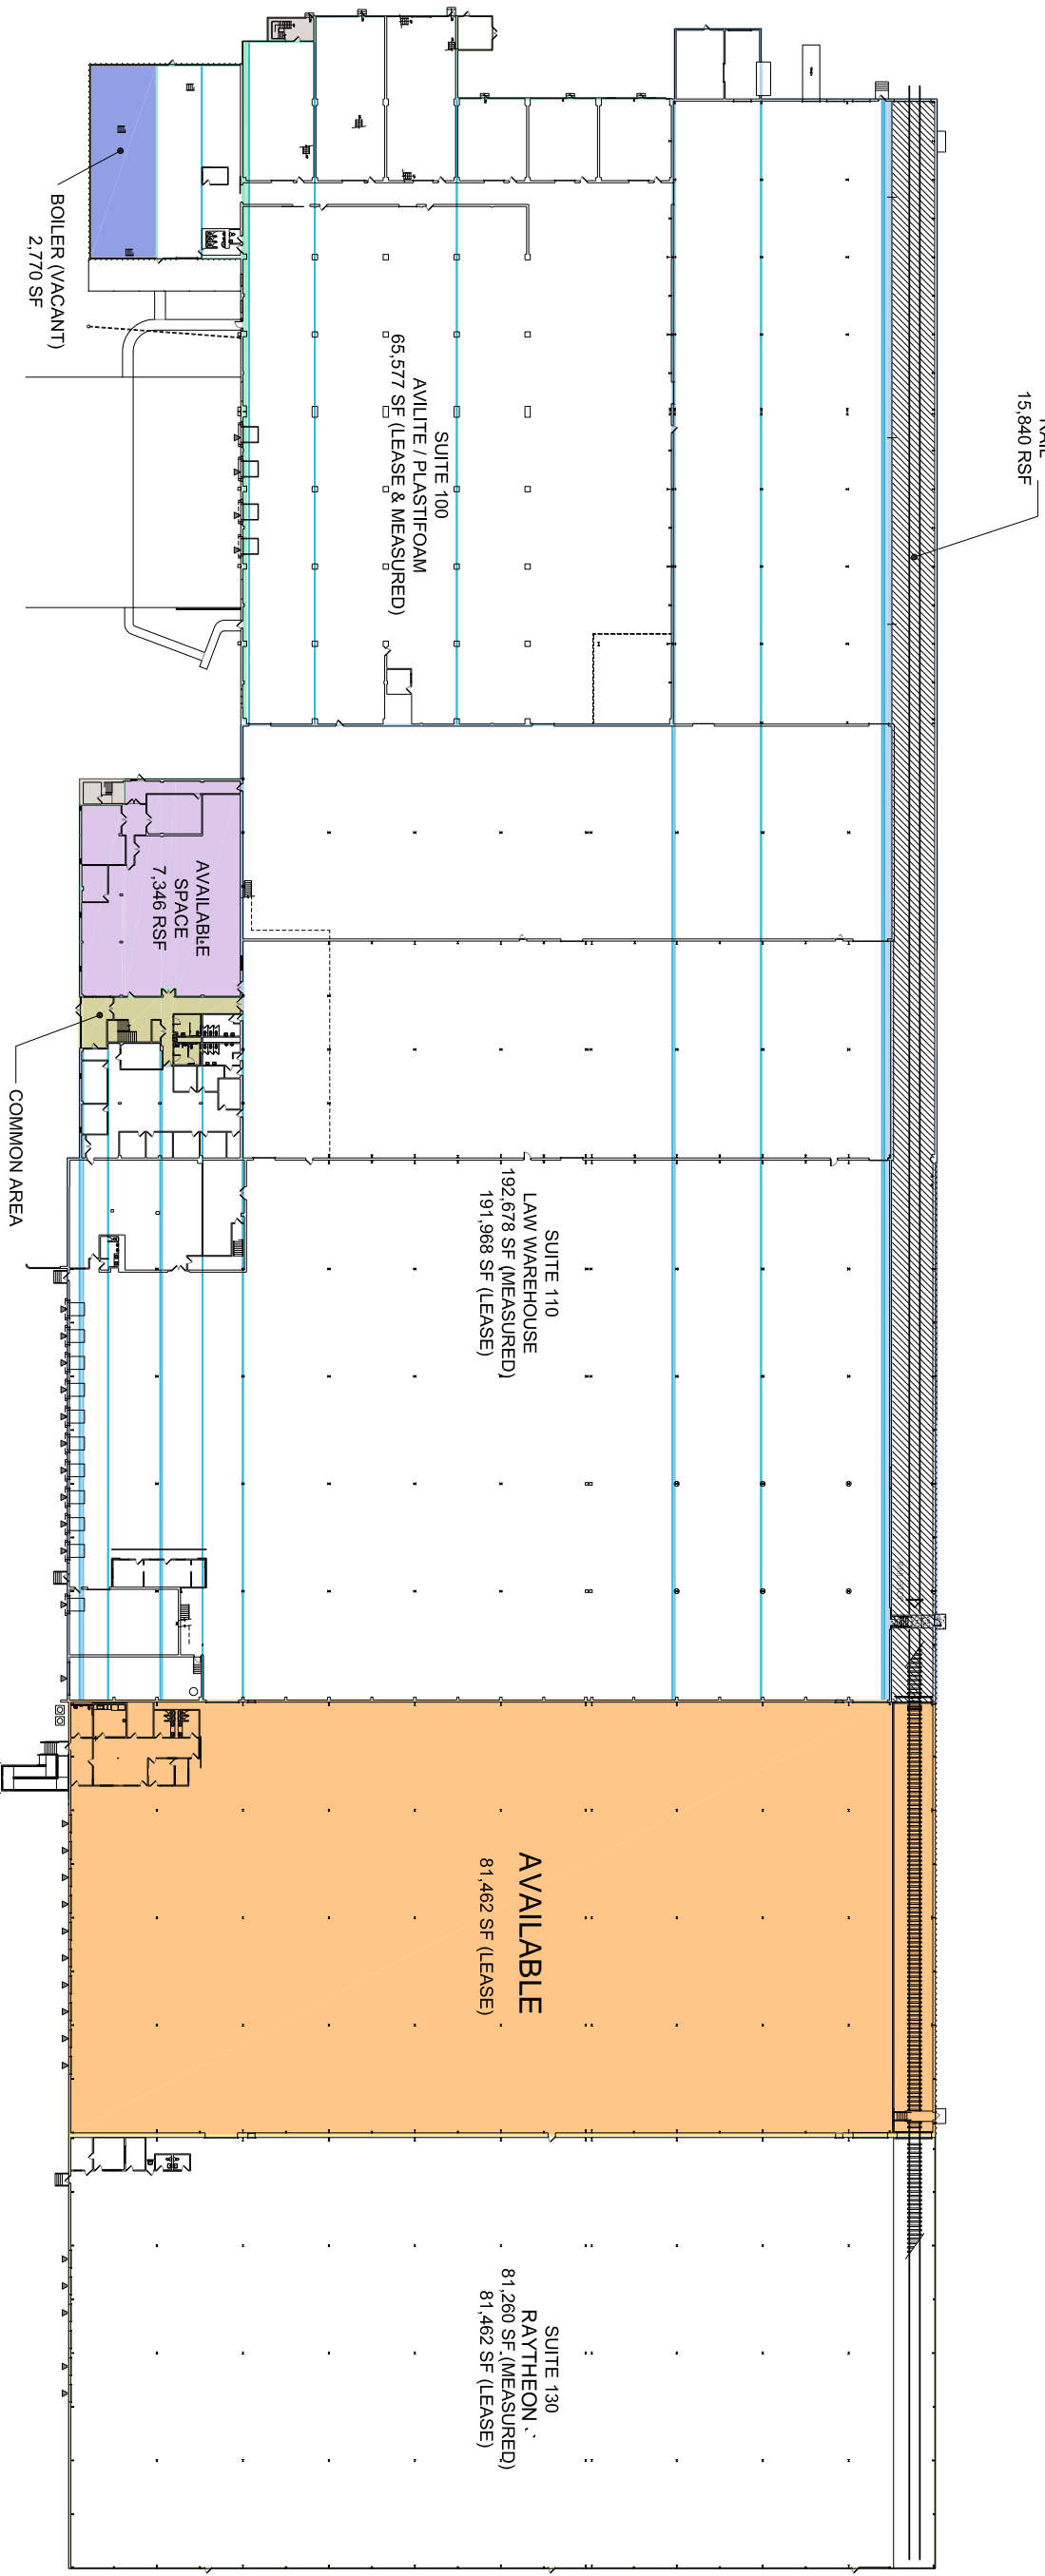 RAIL
15,840 RSF
BOILER (VACANT)
2,770 SF
SUITE 100
AVILITE / PLASTIFOAM
65,577 SF (LEASE & MEASURED)
AVAILABLE
SPACE
7,346 RSF
COMMON AREA
SUITE 110
LAW WAREHOUSE
192,678 SF (MEASURED)
191,968 SF (LEASE)
AVAILABLE
81,462 SF (LEASE)
SUITE 130
RAYTHEON
81,260 SF (MEASURED)
81,462 SF (LEASE)